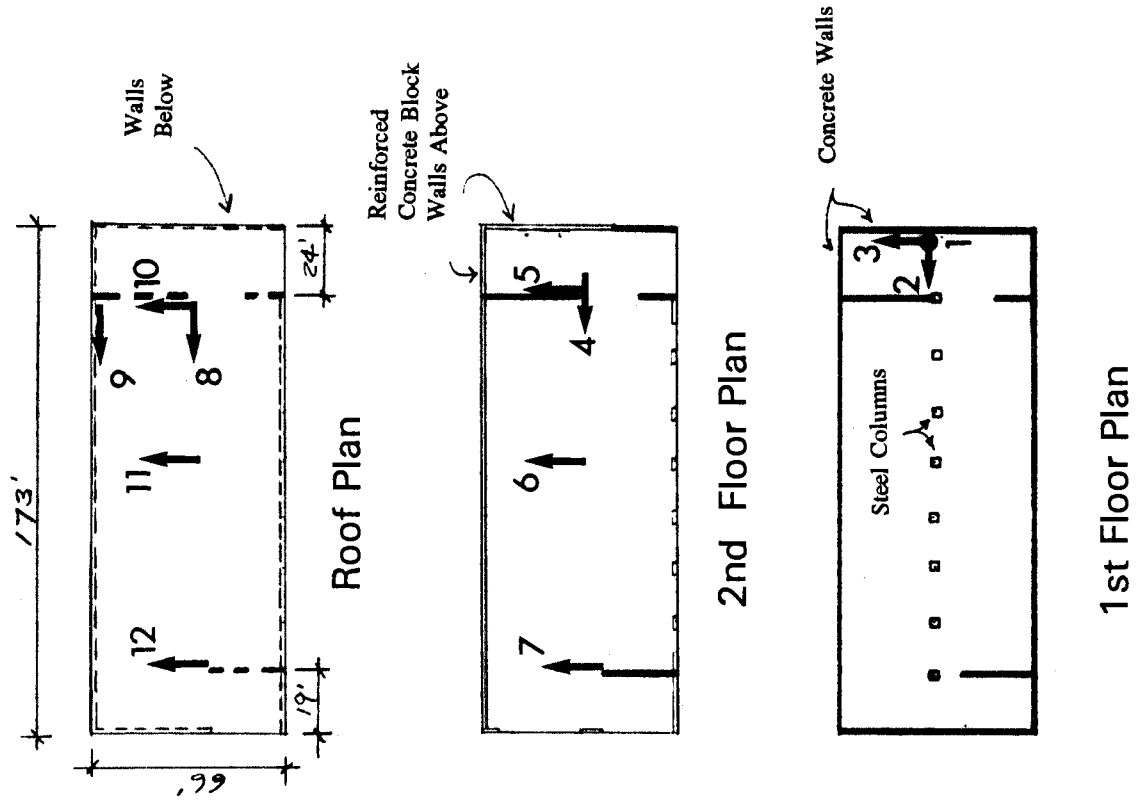 173'
66'
Walls
Below
24'
19'
9
10
8
11
12
Roof Plan
Reinforced
Concrete Block
Walls Above
5
4
6
7
2nd Floor Plan
Concrete Walls
3
1
2
Steel Columns
1st Floor Plan